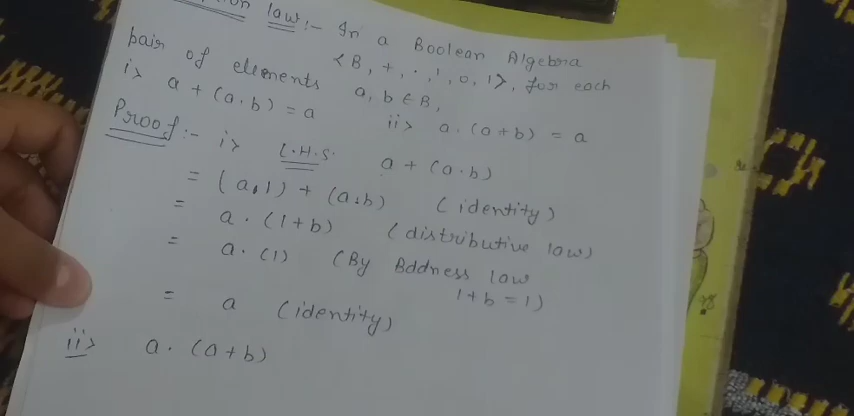 law :- In a Boolean Algebra
<B, +, ·, ', 0, 1>, for each
pair of elements a, b ∈ B,
i> a + (a · b) = a ii> a · (a + b) = a
Proof :- i> L.H.S. a + (a · b)
= (a · 1) + (a · b) (identity)
= a · (1 + b) (distributive law)
= a · (1) (By Bddness law
1 + b = 1)
= a (identity)
ii> a · (a + b)